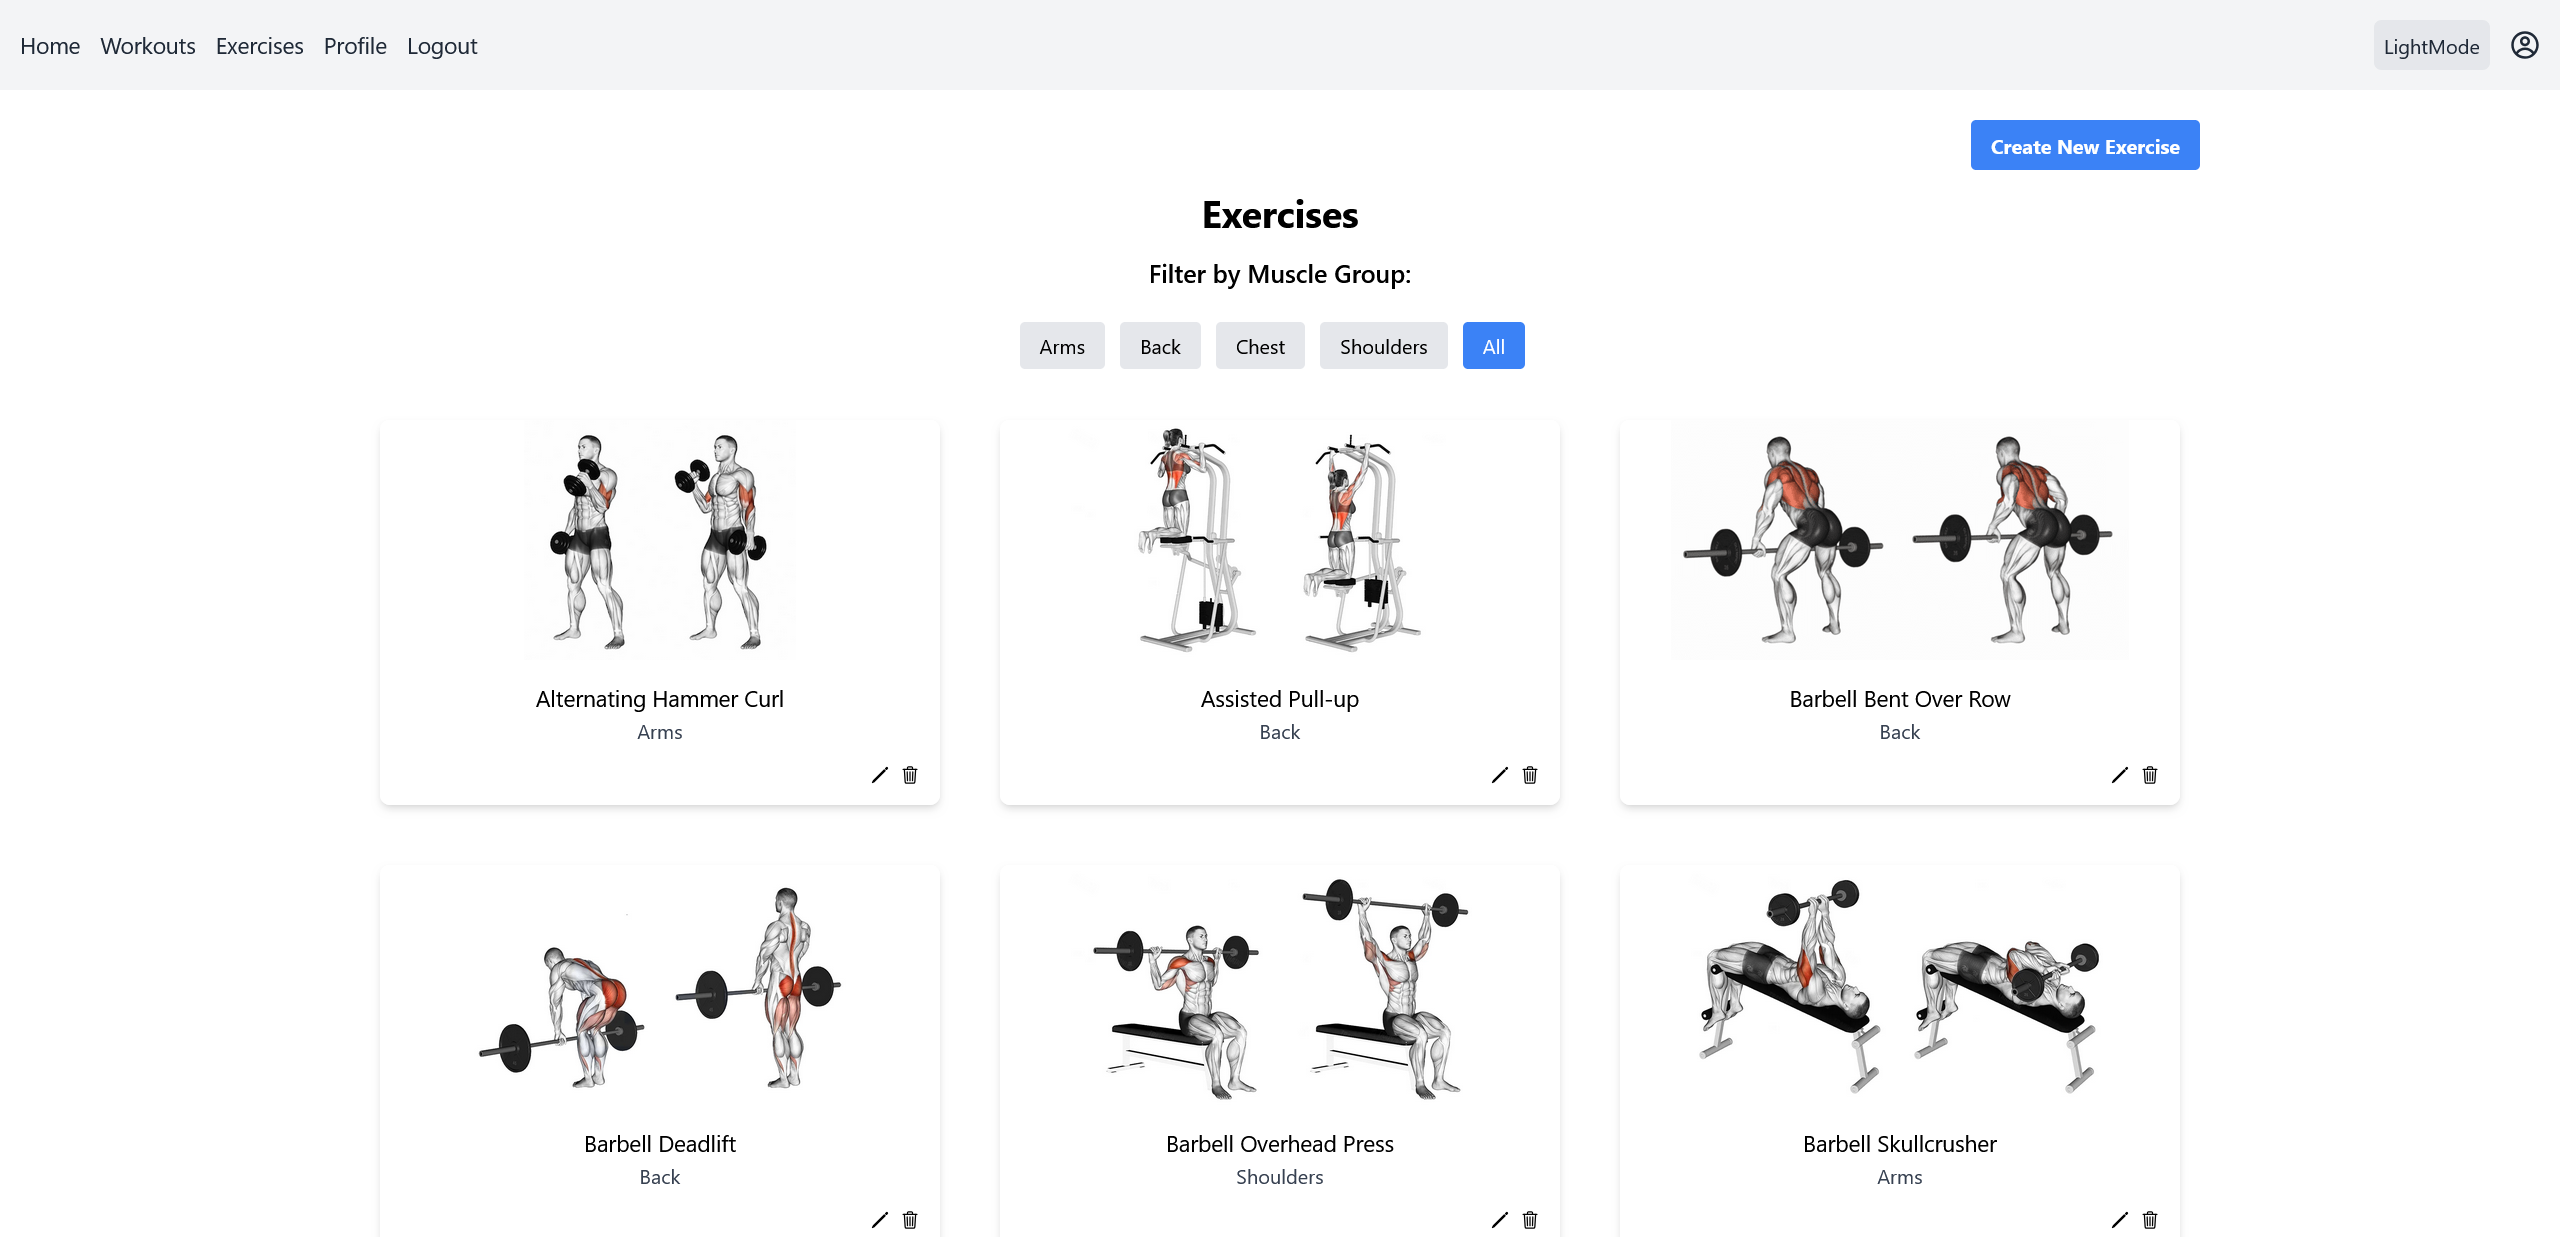 Home Workouts Exercises Profile Logout LightMode
Create New Exercise
Exercises
Filter by Muscle Group:
Arms Back Chest Shoulders All
Alternating Hammer Curl
Arms
Assisted Pull-up
Back
Barbell Bent Over Row
Back
Barbell Deadlift
Back
Barbell Overhead Press
Shoulders
Barbell Skullcrusher
Arms